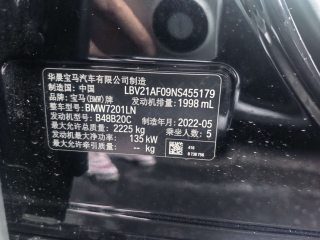 华晨宝马汽车有限公司制造
制造国：中国 LBV21AF09NS455179
品牌：宝马(BMW)牌 发动机排量：1998 mL
整车型号：BMW7201LN
发动机型号：B48B20C 制造年月：2022-05
最大允许总质量：2225 kg 乘坐人数：5
发动机最大净功率：135 kW
最大允许牵引质量：-- kg